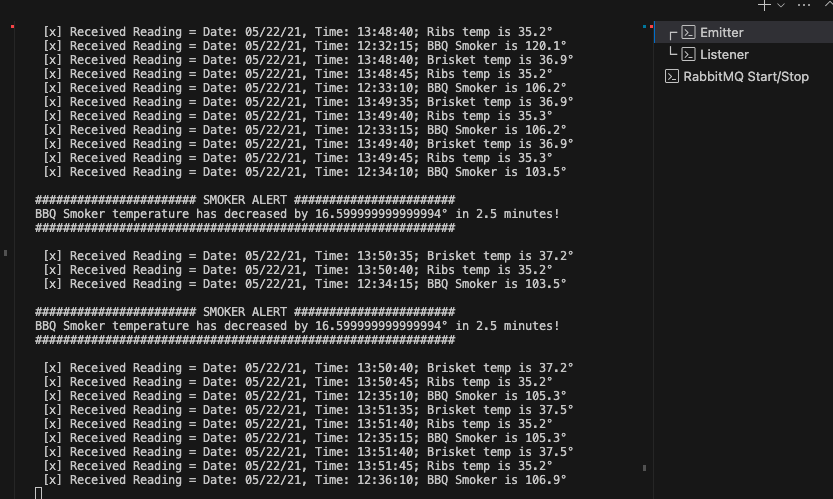 [x] Received Reading = Date: 05/22/21, Time: 13:48:40; Ribs temp is 35.2°
[x] Received Reading = Date: 05/22/21, Time: 12:32:15; BBQ Smoker is 120.1°
[x] Received Reading = Date: 05/22/21, Time: 13:48:40; Brisket temp is 36.9°
[x] Received Reading = Date: 05/22/21, Time: 13:48:45; Ribs temp is 35.2°
[x] Received Reading = Date: 05/22/21, Time: 12:33:10; BBQ Smoker is 106.2°
[x] Received Reading = Date: 05/22/21, Time: 13:49:35; Brisket temp is 36.9°
[x] Received Reading = Date: 05/22/21, Time: 13:49:40; Ribs temp is 35.3°
[x] Received Reading = Date: 05/22/21, Time: 12:33:15; BBQ Smoker is 106.2°
[x] Received Reading = Date: 05/22/21, Time: 13:49:40; Brisket temp is 36.9°
[x] Received Reading = Date: 05/22/21, Time: 13:49:45; Ribs temp is 35.3°
[x] Received Reading = Date: 05/22/21, Time: 12:34:10; BBQ Smoker is 103.5°
####################### SMOKER ALERT #######################
BBQ Smoker temperature has decreased by 16.599999999999994° in 2.5 minutes!
############################################################
[x] Received Reading = Date: 05/22/21, Time: 13:50:35; Brisket temp is 37.2°
[x] Received Reading = Date: 05/22/21, Time: 13:50:40; Ribs temp is 35.2°
[x] Received Reading = Date: 05/22/21, Time: 12:34:15; BBQ Smoker is 103.5°
####################### SMOKER ALERT #######################
BBQ Smoker temperature has decreased by 16.599999999999994° in 2.5 minutes!
############################################################
[x] Received Reading = Date: 05/22/21, Time: 13:50:40; Brisket temp is 37.2°
[x] Received Reading = Date: 05/22/21, Time: 13:50:45; Ribs temp is 35.2°
[x] Received Reading = Date: 05/22/21, Time: 12:35:10; BBQ Smoker is 105.3°
[x] Received Reading = Date: 05/22/21, Time: 13:51:35; Brisket temp is 37.5°
[x] Received Reading = Date: 05/22/21, Time: 13:51:40; Ribs temp is 35.2°
[x] Received Reading = Date: 05/22/21, Time: 12:35:15; BBQ Smoker is 105.3°
[x] Received Reading = Date: 05/22/21, Time: 13:51:40; Brisket temp is 37.5°
[x] Received Reading = Date: 05/22/21, Time: 13:51:45; Ribs temp is 35.2°
[x] Received Reading = Date: 05/22/21, Time: 12:36:10; BBQ Smoker is 106.9°
Emitter
Listener
RabbitMQ Start/Stop